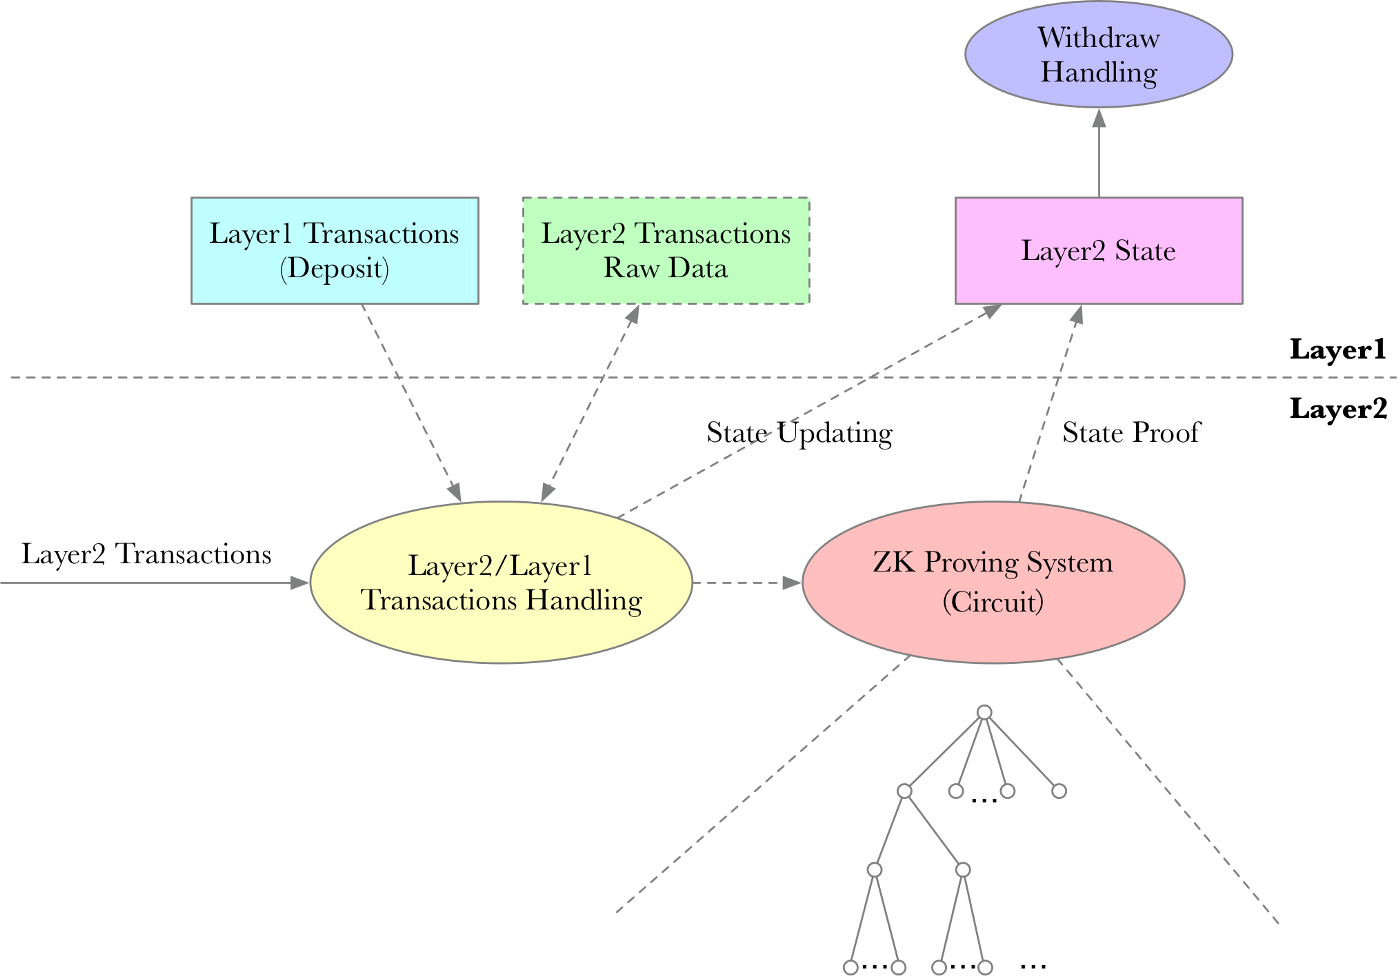 Withdraw
Handling
Layer1 Transactions
(Deposit)
Layer2 Transactions
Raw Data
Layer2 State
Layer1
Layer2
State Updating
State Proof
Layer2 Transactions
Layer2/Layer1
Transactions Handling
ZK Proving System
(Circuit)
...
... ... ...